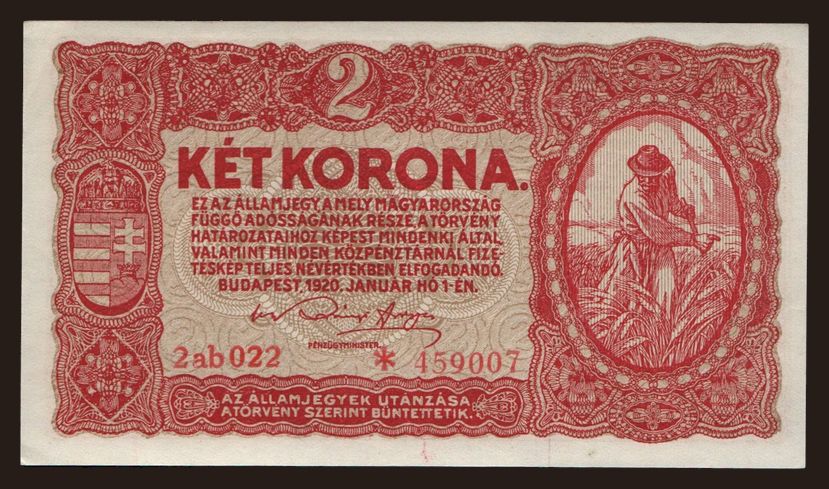 2
KÉT KORONA.
EZ AZ ÁLLAMJEGY, A MELY MAGYARORSZÁG
FÜGGŐ ADÓSSÁGÁNAK RÉSZE, A TÖRVÉNY
HATÁROZATAIHOZ KÉPEST MINDENKI ÁLTAL,
VALAMINT MINDEN KÖZPÉNZTÁRNÁL FIZE-
TÉSKÉP TELJES NÉVÉRTÉKBEN ELFOGADANDÓ.
BUDAPEST, 1920. JANUÁR HÓ 1-ÉN.
PÉNZÜGYMINISTER.
2ab022 * 459007
AZ ÁLLAMJEGYEK UTÁNZÁSA
A TÖRVÉNY SZERINT BÜNTETTETIK.